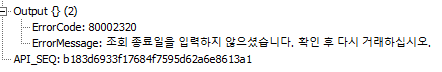 Output {} (2)
ErrorCode: 80002320
ErrorMessage: 조회 종료일을 입력하지 않으셨습니다. 확인 후 다시 거래하십시오.
API_SEQ: b183d6933f17684f7595d62a6e8613a1